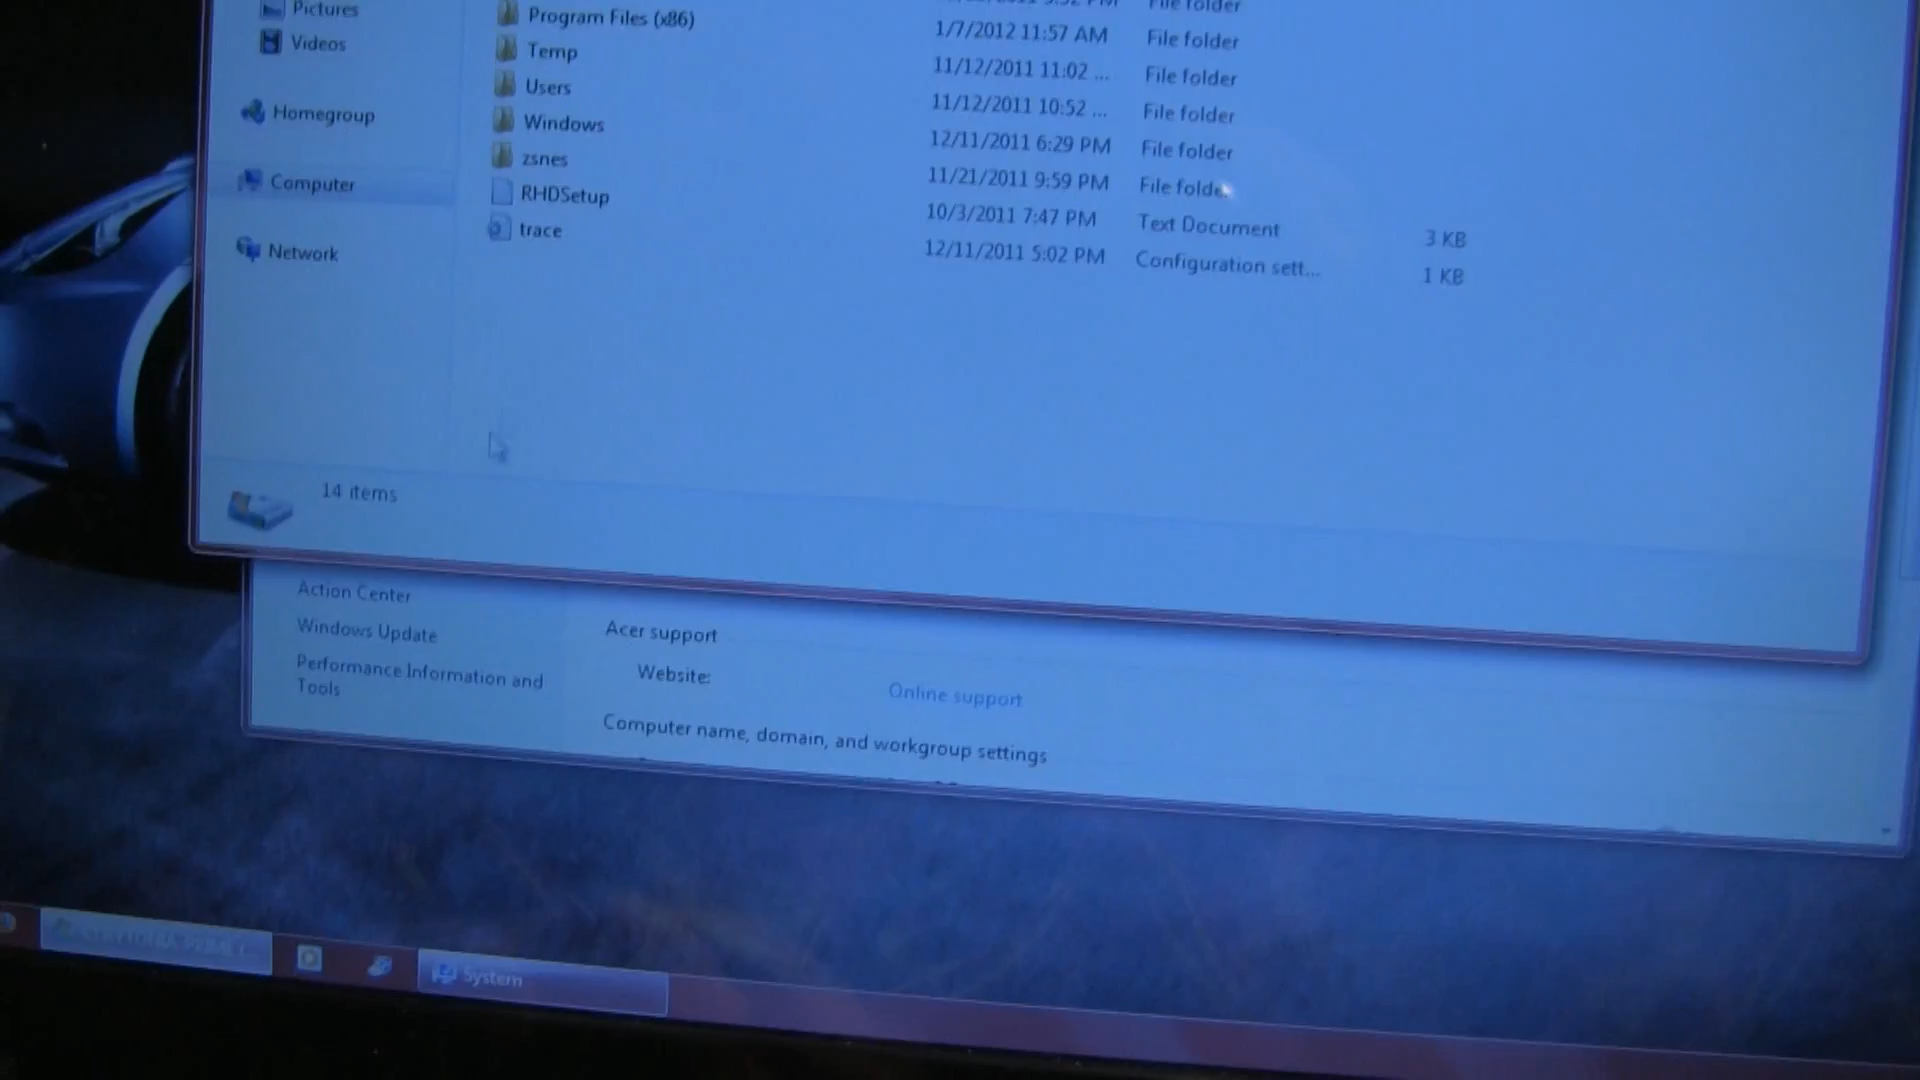 Pictures
Videos
Homegroup
Computer
Network
Program Files (x86)
Temp
Users
Windows
zsnes
RHDSetup
trace
File folder
1/7/2012 11:57 AM File folder
11/12/2011 11:02 ... File folder
11/12/2011 10:52 ... File folder
12/11/2011 6:29 PM File folder
11/21/2011 9:59 PM File folder
10/3/2011 7:47 PM Text Document 3 KB
12/11/2011 5:02 PM Configuration sett... 1 KB
14 items
Action Center
Windows Update
Performance Information and
Tools
Acer support
Website:
Online support
Computer name, domain, and workgroup settings
System